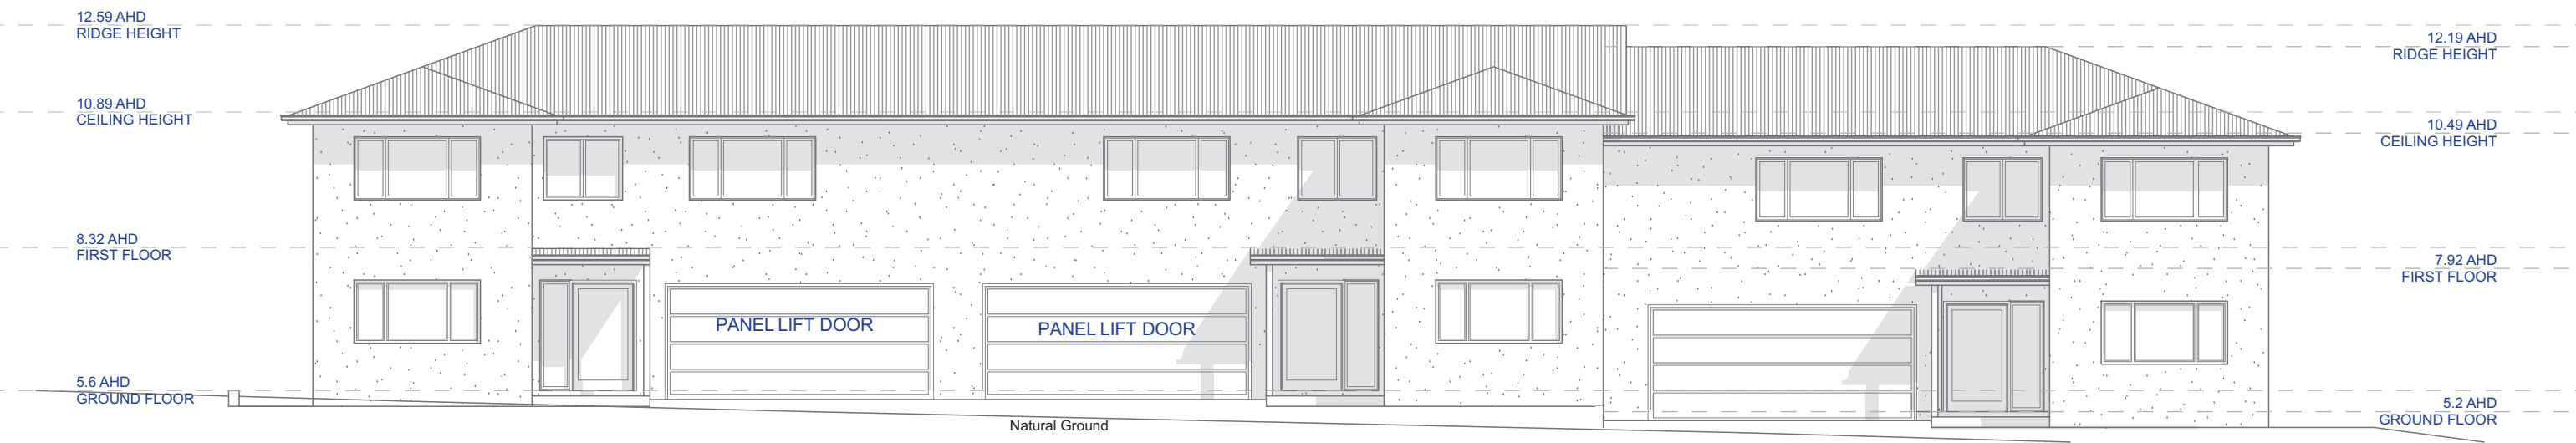 12.59 AHD
RIDGE HEIGHT
12.19 AHD
RIDGE HEIGHT
10.89 AHD
CEILING HEIGHT
10.49 AHD
CEILING HEIGHT
8.32 AHD
FIRST FLOOR
7.92 AHD
FIRST FLOOR
PANEL LIFT DOOR
PANEL LIFT DOOR
5.6 AHD
GROUND FLOOR
5.2 AHD
GROUND FLOOR
Natural Ground